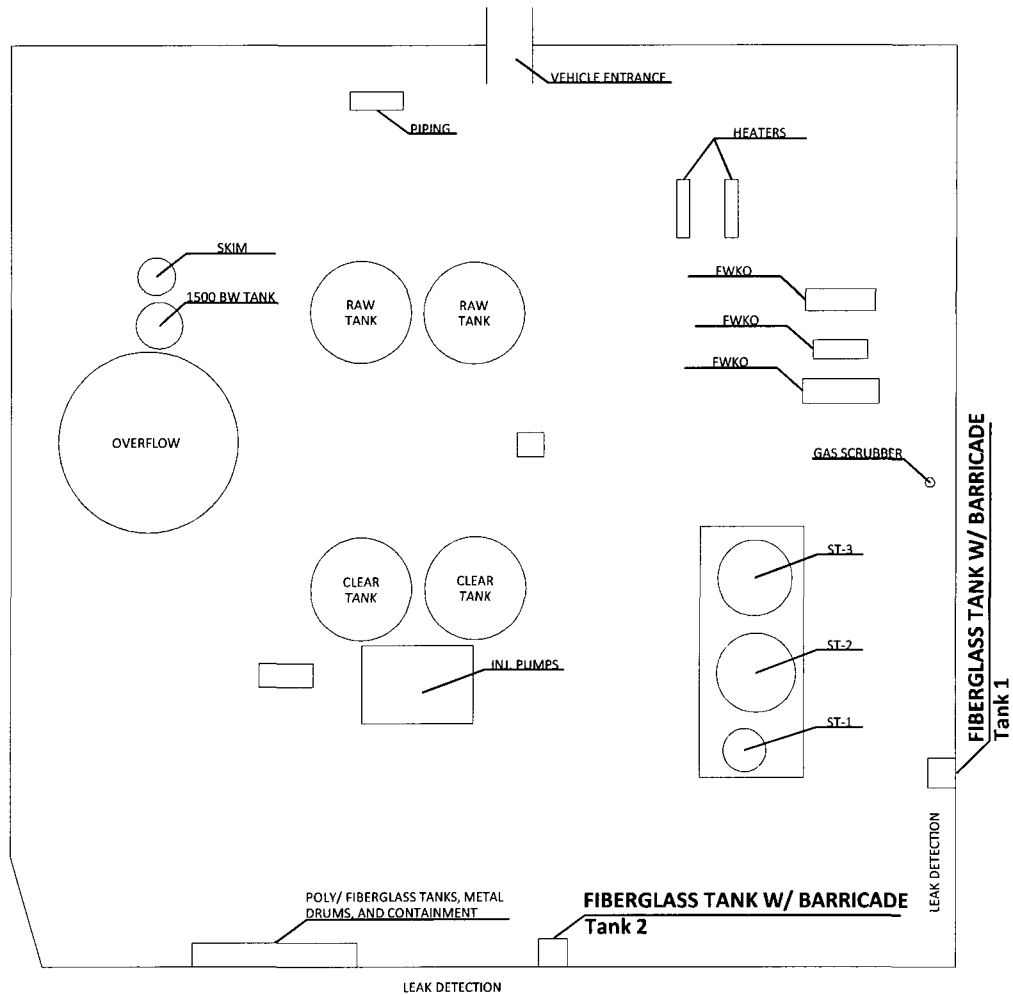 VEHICLE ENTRANCE
PIPING
HEATERS
SKIM
1500 BW TANK
RAW
TANK
RAW
TANK
FWKO
FWKO
FWKO
OVERFLOW
GAS SCRUBBER
FIBERGLASS TANK W/ BARRICADE
Tank 1
CLEAR
TANK
CLEAR
TANK
ST-3
ST-2
ST-1
INJ. PUMPS
LEAK DETECTION
POLY/ FIBERGLASS TANKS, METAL
DRUMS, AND CONTAINMENT
FIBERGLASS TANK W/ BARRICADE
Tank 2
LEAK DETECTION